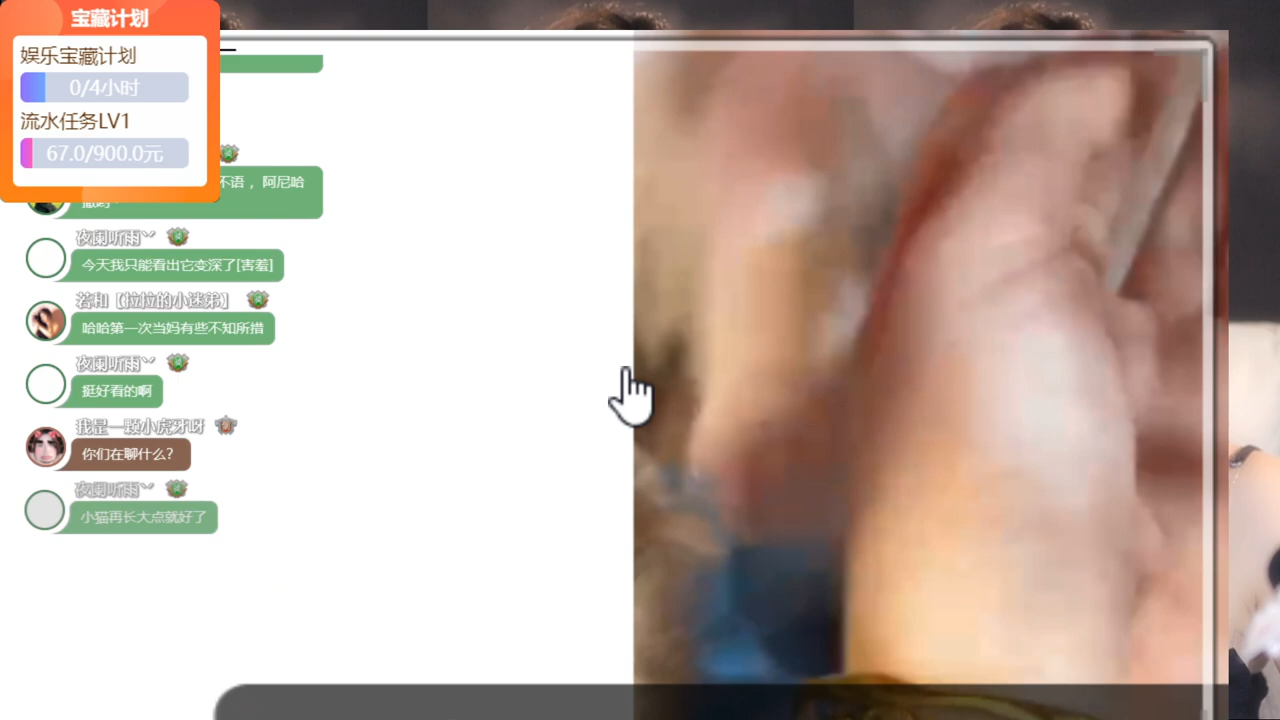 宝藏计划
娱乐宝藏计划
0/4小时
流水任务LV1
67.0/900.0元
不语，阿尼哈
夜阑听雨丷
今天我只能看出它变深了[害羞]
若和【拉拉的小迷弟】
哈哈第一次当妈有些不知所措
夜阑听雨丷
挺好看的啊
我是一颗小虎牙呀
你们在聊什么？
夜阑听雨丷
小猫再长大点就好了